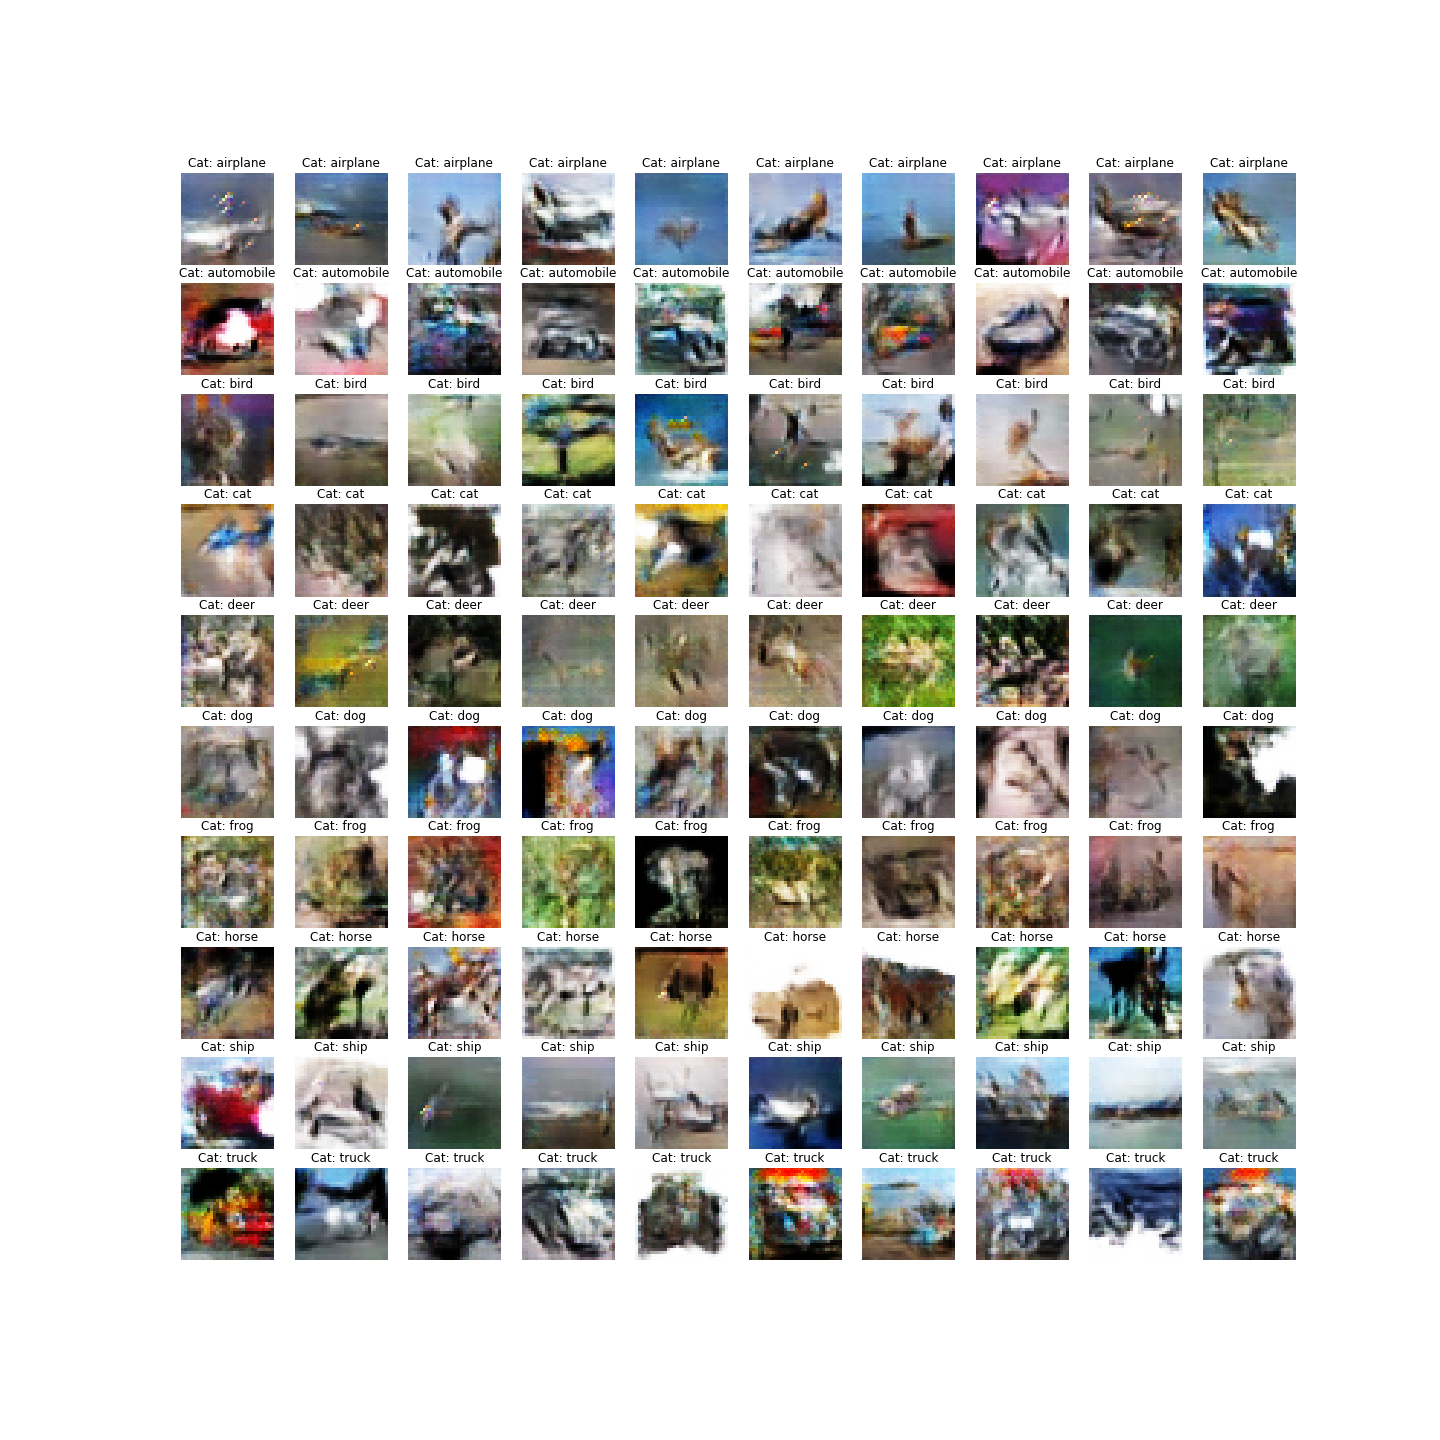 Cat: airplane Cat: airplane Cat: airplane Cat: airplane Cat: airplane Cat: airplane Cat: airplane Cat: airplane Cat: airplane Cat: airplane
Cat: automobile Cat: automobile Cat: automobile Cat: automobile Cat: automobile Cat: automobile Cat: automobile Cat: automobile Cat: automobile Cat: automobile
Cat: bird Cat: bird Cat: bird Cat: bird Cat: bird Cat: bird Cat: bird Cat: bird Cat: bird Cat: bird
Cat: cat Cat: cat Cat: cat Cat: cat Cat: cat Cat: cat Cat: cat Cat: cat Cat: cat Cat: cat
Cat: deer Cat: deer Cat: deer Cat: deer Cat: deer Cat: deer Cat: deer Cat: deer Cat: deer Cat: deer
Cat: dog Cat: dog Cat: dog Cat: dog Cat: dog Cat: dog Cat: dog Cat: dog Cat: dog Cat: dog
Cat: frog Cat: frog Cat: frog Cat: frog Cat: frog Cat: frog Cat: frog Cat: frog Cat: frog Cat: frog
Cat: horse Cat: horse Cat: horse Cat: horse Cat: horse Cat: horse Cat: horse Cat: horse Cat: horse Cat: horse
Cat: ship Cat: ship Cat: ship Cat: ship Cat: ship Cat: ship Cat: ship Cat: ship Cat: ship Cat: ship
Cat: truck Cat: truck Cat: truck Cat: truck Cat: truck Cat: truck Cat: truck Cat: truck Cat: truck Cat: truck